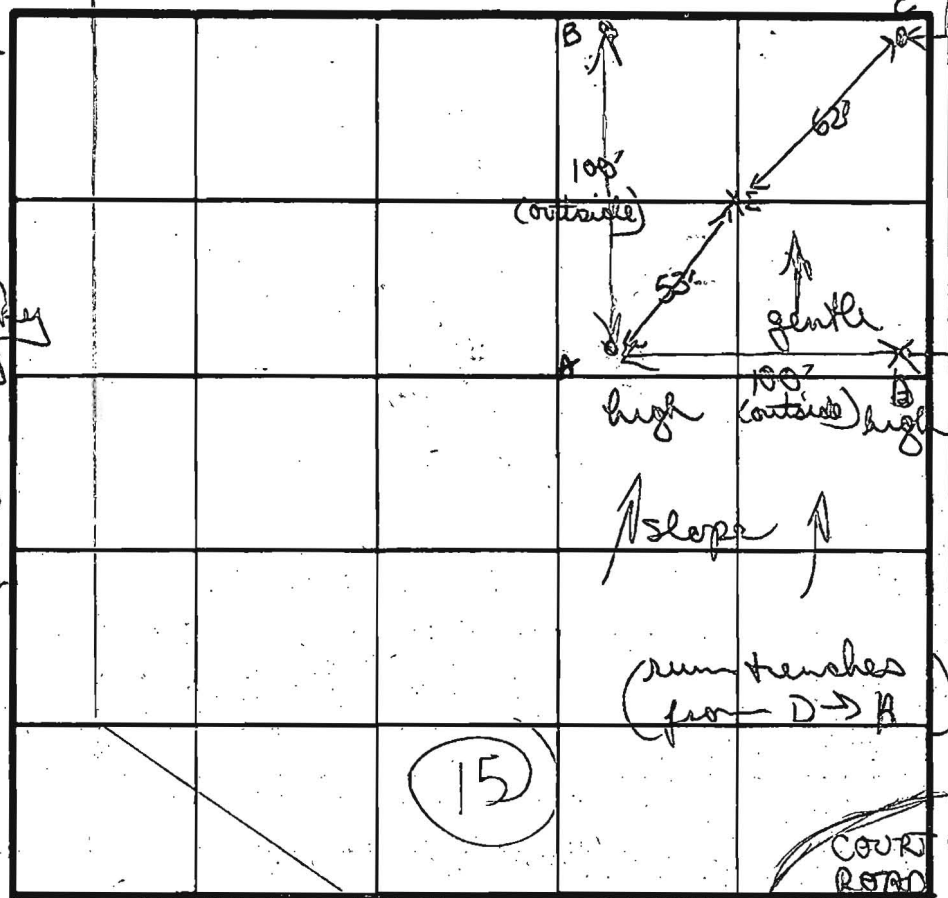 C
B
62'
100'
(outside)
E
53'
gentle
A
100'
D
high (outside) high
slope
(run trenches
from D → A)
15
COURT
ROAD